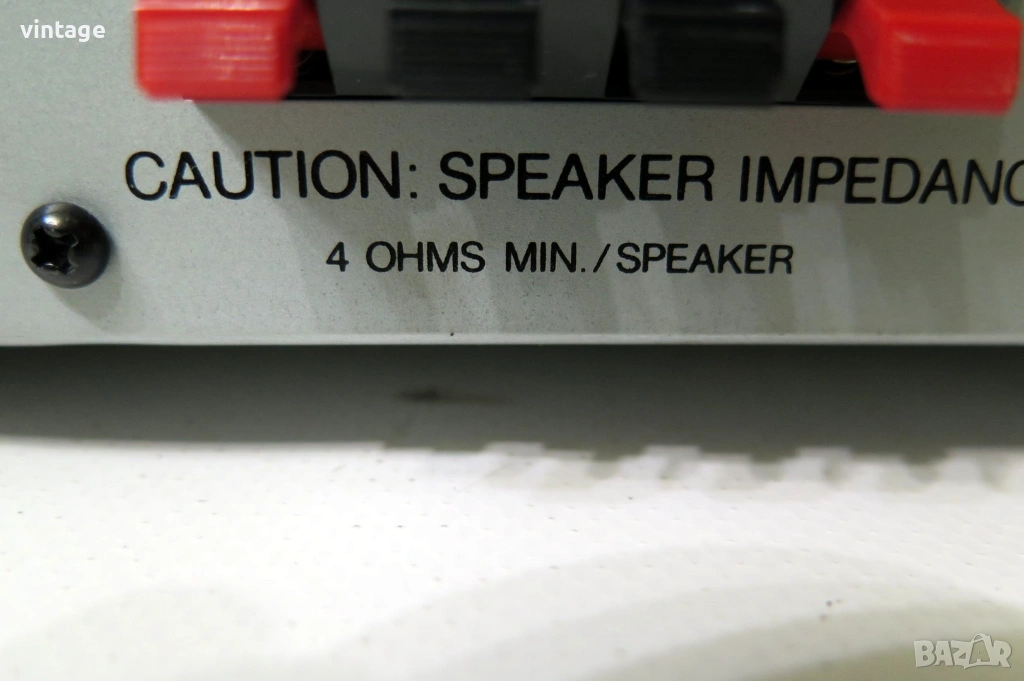 vintage
CAUTION: SPEAKER IMPEDANC
4 OHMS MIN./SPEAKER
BAZAR